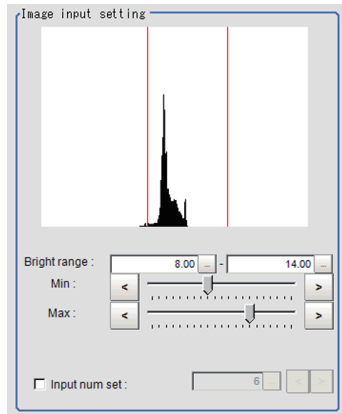 Image input setting
Bright range : 8.00 ... - 14.00 ...
Min : < >
Max : < >
Input num set : 6 ... < >